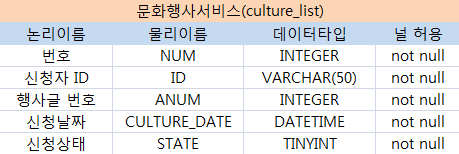 문화행사서비스(culture_list)
논리이름 물리이름 데이터타입 널 허용
번호 NUM INTEGER not null
신청자 ID ID VARCHAR(50) not null
행사글 번호 ANUM INTEGER not null
신청날짜 CULTURE_DATE DATETIME not null
신청상태 STATE TINYINT not null